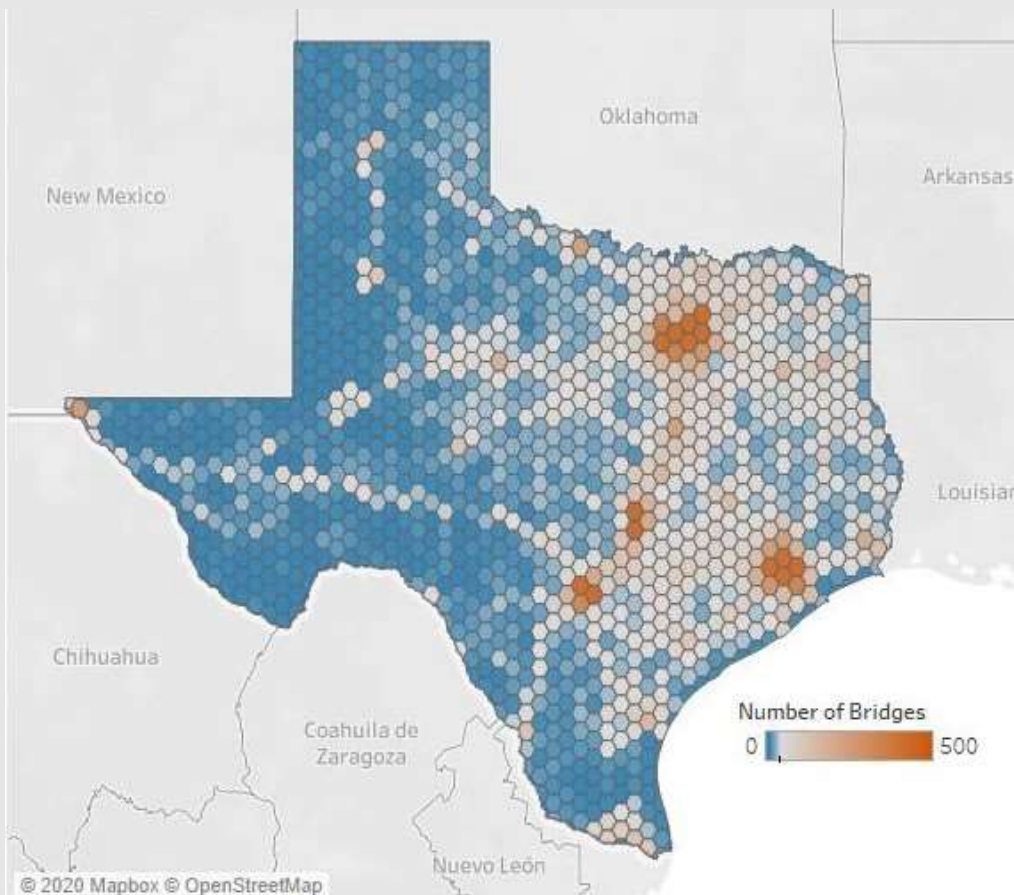 Oklahoma
Arkansas
New Mexico
Louisian
Chihuahua
Coahuila de
Zaragoza
Number of Bridges
0 500
Nuevo León
© 2020 Mapbox © OpenStreetMap